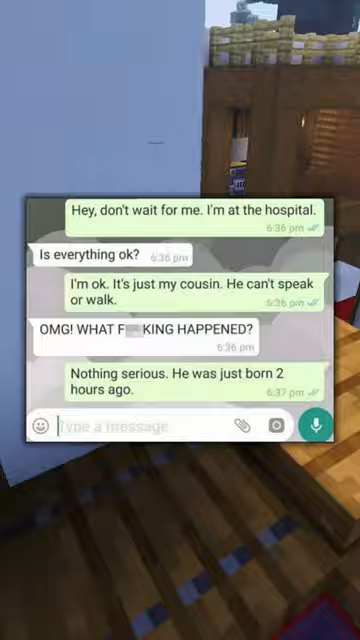 Hey, don't wait for me. I'm at the hospital.
6:36 pm
Is everything ok? 6:36 pm
I'm ok. It's just my cousin. He can't speak
or walk.
6:36 pm
OMG! WHAT F KING HAPPENED?
6:36 pm
Nothing serious. He was just born 2
hours ago.
6:37 pm
Type a message